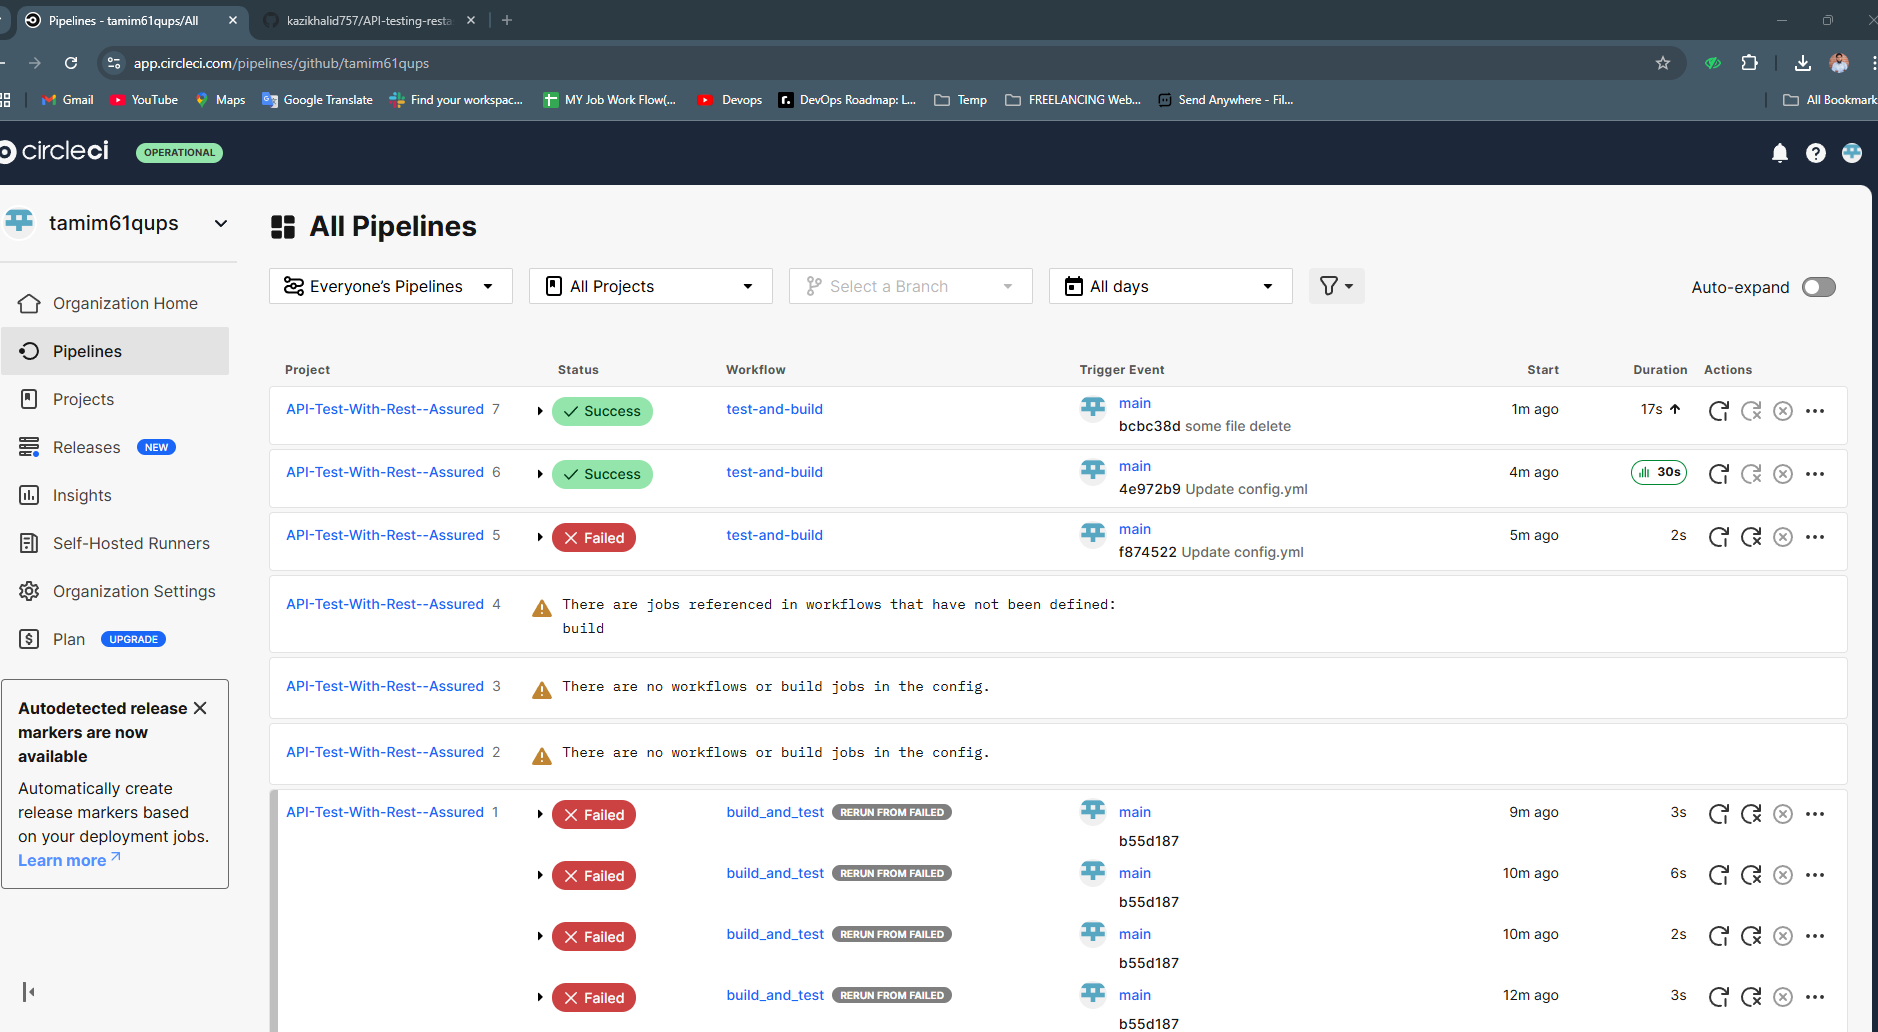 Pipelines - tamim61qups/All
kazikhalid757/API-testing-resta
app.circleci.com/pipelines/github/tamim61qups
Gmail
YouTube
Maps
Google Translate
Find your workspac...
MY Job Work Flow(...
Devops
DevOps Roadmap: L...
Temp
FREELANCING Web...
Send Anywhere - Fil...
All Bookmark
circleci
OPERATIONAL
tamim61qups
Organization Home
Pipelines
Projects
Releases NEW
Insights
Self-Hosted Runners
Organization Settings
Plan UPGRADE
Autodetected release
markers are now
available
Automatically create
release markers based
on your deployment jobs.
Learn more
All Pipelines
Everyone's Pipelines
All Projects
Select a Branch
All days
Auto-expand
Project Status Workflow Trigger Event Start Duration Actions
API-Test-With-Rest--Assured 7 Success test-and-build main 1m ago 17s
bcbc38d some file delete
API-Test-With-Rest--Assured 6 Success test-and-build main 4m ago 30s
4e972b9 Update config.yml
API-Test-With-Rest--Assured 5 Failed test-and-build main 5m ago 2s
f874522 Update config.yml
API-Test-With-Rest--Assured 4 There are jobs referenced in workflows that have not been defined:
build
API-Test-With-Rest--Assured 3 There are no workflows or build jobs in the config.
API-Test-With-Rest--Assured 2 There are no workflows or build jobs in the config.
API-Test-With-Rest--Assured 1 Failed build_and_test RERUN FROM FAILED main 9m ago 3s
b55d187
Failed build_and_test RERUN FROM FAILED main 10m ago 6s
b55d187
Failed build_and_test RERUN FROM FAILED main 10m ago 2s
b55d187
Failed build_and_test RERUN FROM FAILED main 12m ago 3s
b55d187